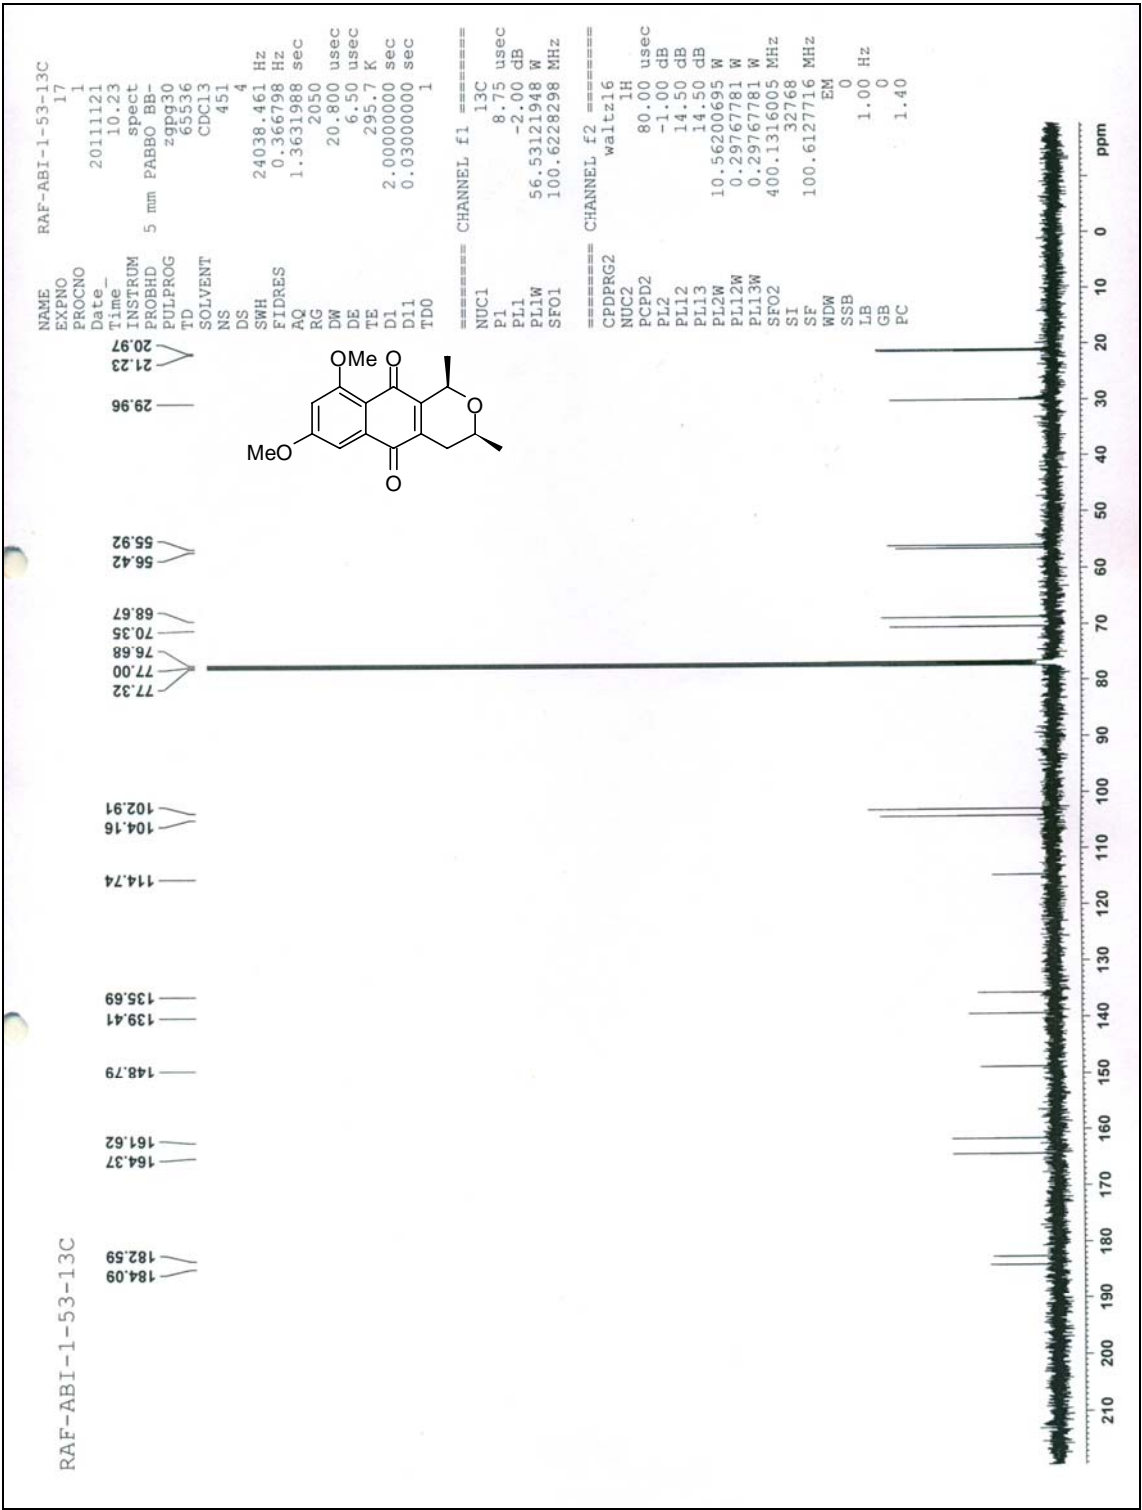 RAF-ABI-1-53-13C
184.09
182.59
164.37
161.62
148.79
139.41
135.69
114.74
104.16
102.91
77.32
77.00
76.68
70.35
68.67
56.42
55.92
29.96
21.23
20.97
NAME RAF-ABI-1-53-13C
EXPNO 17
PROCNO 1
Date_ 20111121
Time 10.23
INSTRUM spect
PROBHD 5 mm PABBO BB-
PULPROG zgpg30
TD 65536
SOLVENT CDCl3
NS 451
DS 4
SWH 24038.461 Hz
FIDRES 0.366798 Hz
AQ 1.3631988 sec
RG 2050
DW 20.800 usec
DE 6.50 usec
TE 295.7 K
D1 2.00000000 sec
D11 0.03000000 sec
TD0 1
======== CHANNEL f1 ========
NUC1 13C
P1 8.75 usec
PL1 -2.00 dB
PL1W 56.53121948 W
SFO1 100.6228298 MHz
======== CHANNEL f2 ========
CPDPRG2 waltz16
NUC2 1H
PCPD2 80.00 usec
PL2 -1.00 dB
PL12 14.50 dB
PL13 14.50 dB
PL2W 10.56200695 W
PL12W 0.29767781 W
PL13W 0.29767781 W
SFO2 400.1316005 MHz
SI 32768
SF 100.6127716 MHz
WDW EM
SSB 0
LB 1.00 Hz
GB 0
PC 1.40
OMe O
O
MeO
O
210 200 190 180 170 160 150 140 130 120 110 100 90 80 70 60 50 40 30 20 10 0 ppm